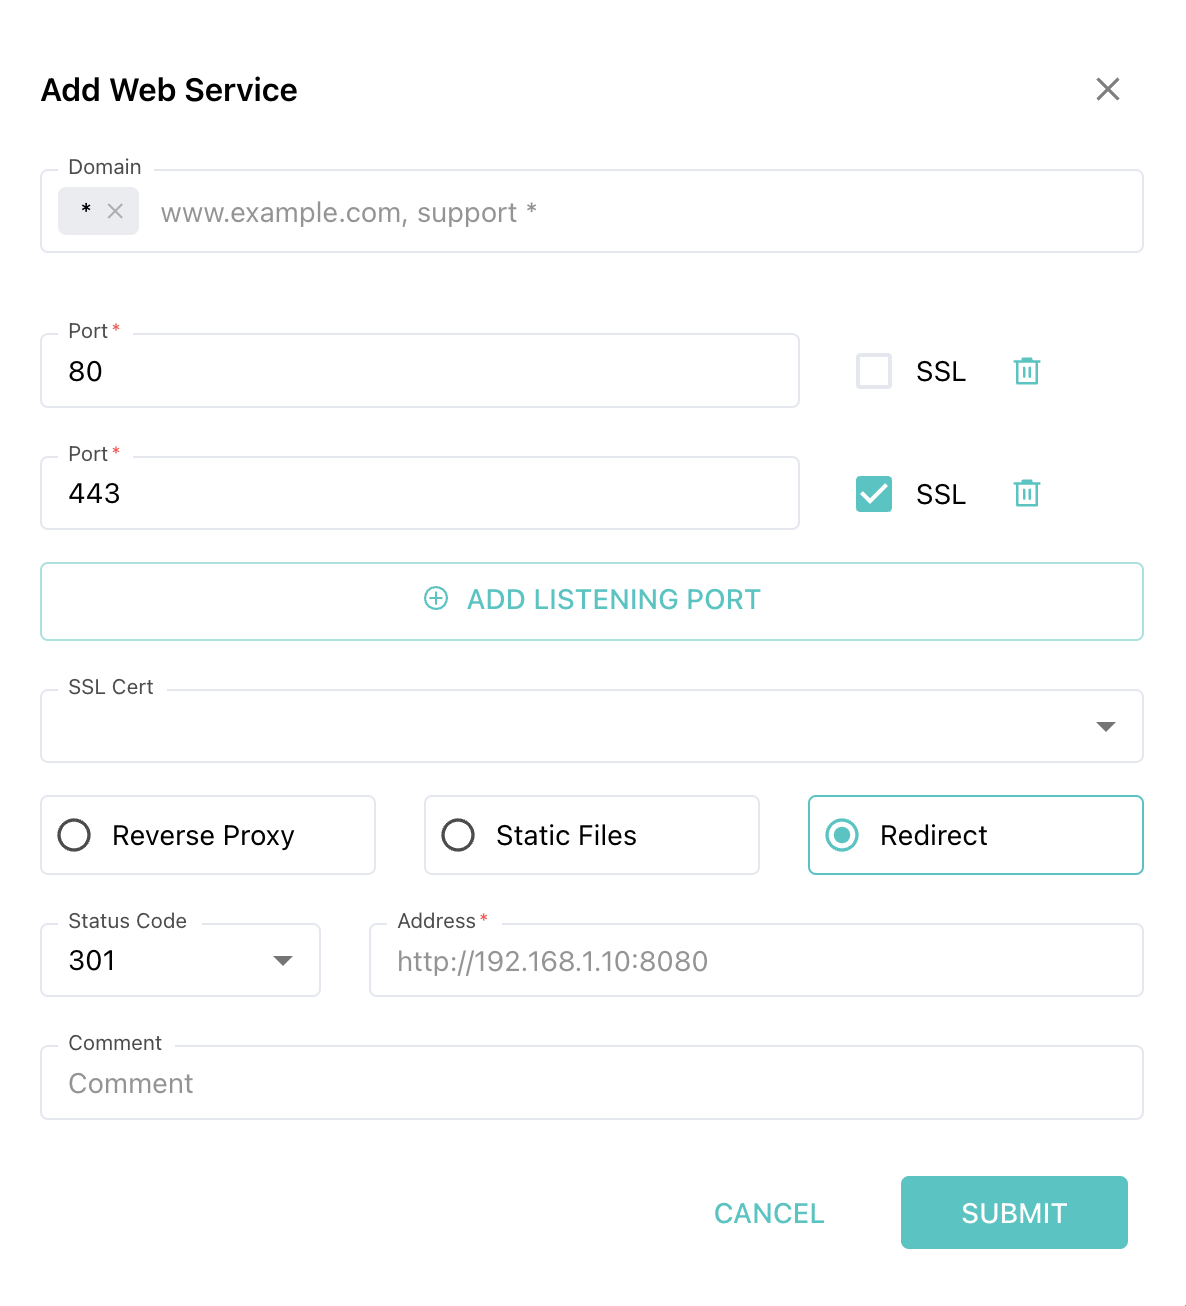 Add Web Service
Domain
* www.example.com, support *
Port *
80
SSL
Port *
443
SSL
ADD LISTENING PORT
SSL Cert
Reverse Proxy
Static Files
Redirect
Status Code
301
Address *
http://192.168.1.10:8080
Comment
Comment
CANCEL
SUBMIT